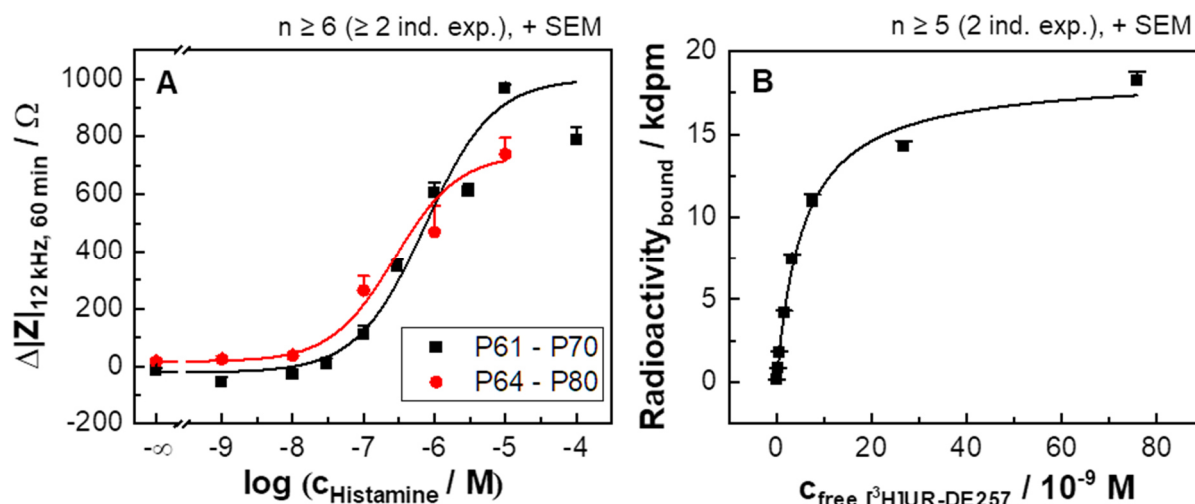 n ≥ 6 (≥ 2 ind. exp.), + SEM
A
Δ|Z|12 kHz, 60 min / Ω
1000
800
600
400
200
0
-200
P61 - P70
P64 - P80
-∞ -9 -8 -7 -6 -5 -4
log (cHistamine / M)
n ≥ 5 (2 ind. exp.), + SEM
B
Radioactivitybound / kdpm
20
15
10
5
0
0 20 40 60 80
cfree [³H]UR-DE257 / 10⁻⁹ M